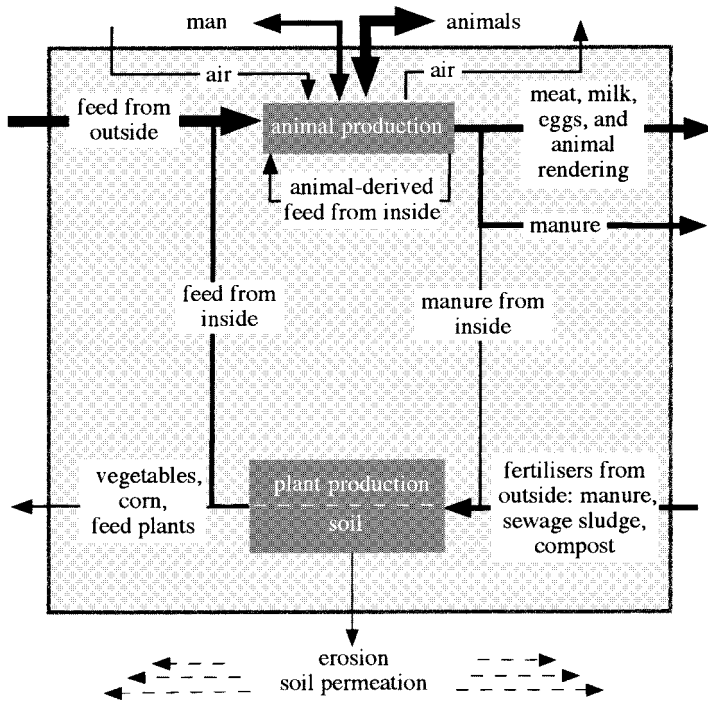 man
animals
air
air
feed from
outside
animal production
meat, milk,
eggs, and
animal
rendering
animal-derived
feed from inside
manure
feed from
inside
manure from
inside
vegetables,
corn,
feed plants
plant production
soil
fertilisers from
outside: manure,
sewage sludge,
compost
erosion
soil permeation